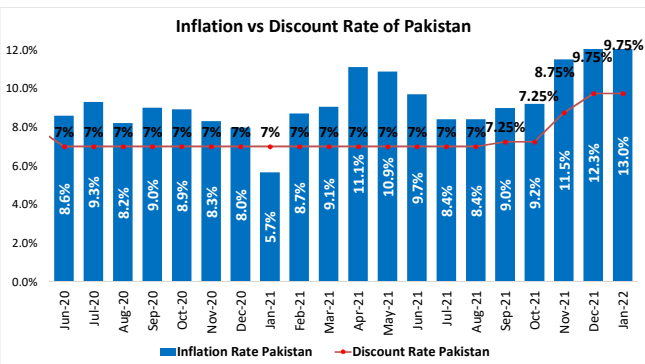 Inflation vs Discount Rate of Pakistan
12.0%
10.0%
8.0%
6.0%
4.0%
2.0%
0.0%
7% 7% 7% 7% 7% 7% 7% 7% 7% 7% 7% 7% 7% 7% 7% 7.25% 7.25% 8.75% 9.75% 9.75%
8.6% 9.3% 8.2% 9.0% 8.9% 8.3% 8.0% 5.7% 8.7% 9.1% 11.1% 10.9% 9.7% 8.4% 8.4% 9.0% 9.2% 11.5% 12.3% 13.0%
Jun-20 Jul-20 Aug-20 Sep-20 Oct-20 Nov-20 Dec-20 Jan-21 Feb-21 Mar-21 Apr-21 May-21 Jun-21 Jul-21 Aug-21 Sep-21 Oct-21 Nov-21 Dec-21 Jan-22
Inflation Rate Pakistan Discount Rate Pakistan